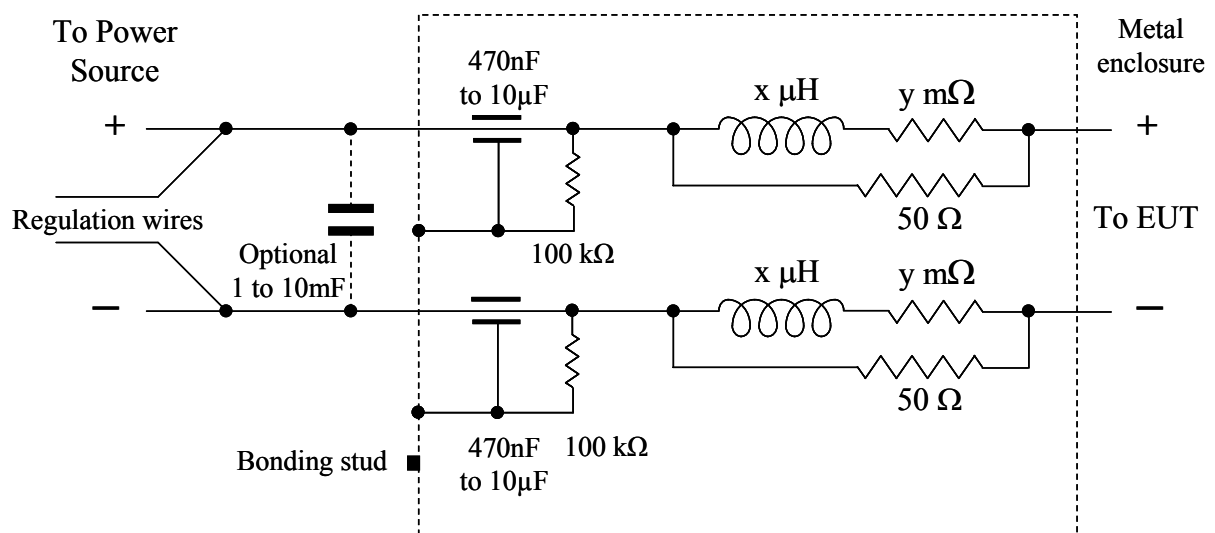 To Power
Source
470nF
to 10µF
Metal
enclosure
x µH
y mΩ
+
+
Regulation wires
50 Ω
To EUT
Optional
1 to 10mF
100 kΩ
x µH
y mΩ
−
−
50 Ω
Bonding stud
470nF
to 10µF
100 kΩ